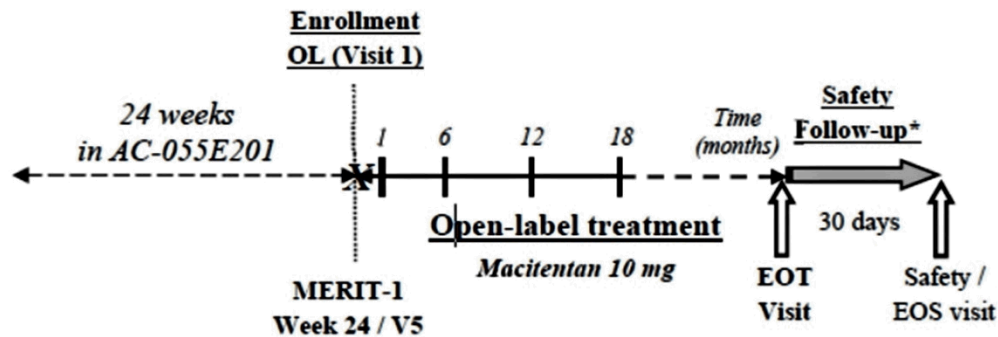 Enrollment
OL (Visit 1)
24 weeks
in AC-055E201
X
1
6
12
18
Time
(months)
Safety
Follow-up*
Open-label treatment
Macitentan 10 mg
30 days
MERIT-1
Week 24 / V5
EOT
Visit
Safety /
EOS visit